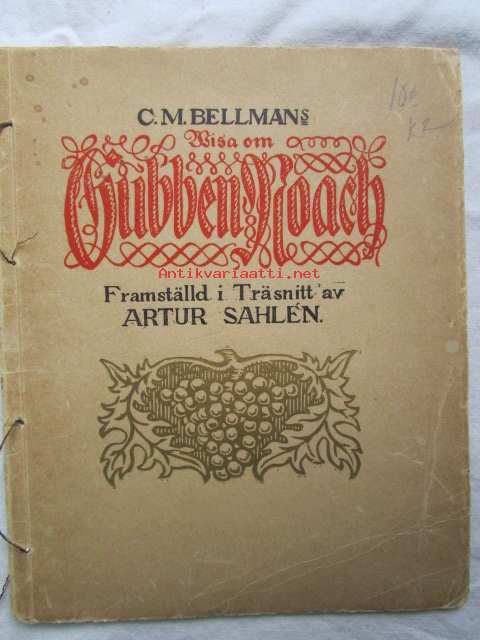 C.M. BELLMANS
Visa om
Gubben Noach
Antikvariaatti.net
Framställd i Träsnitt av
ARTUR SAHLÉN.